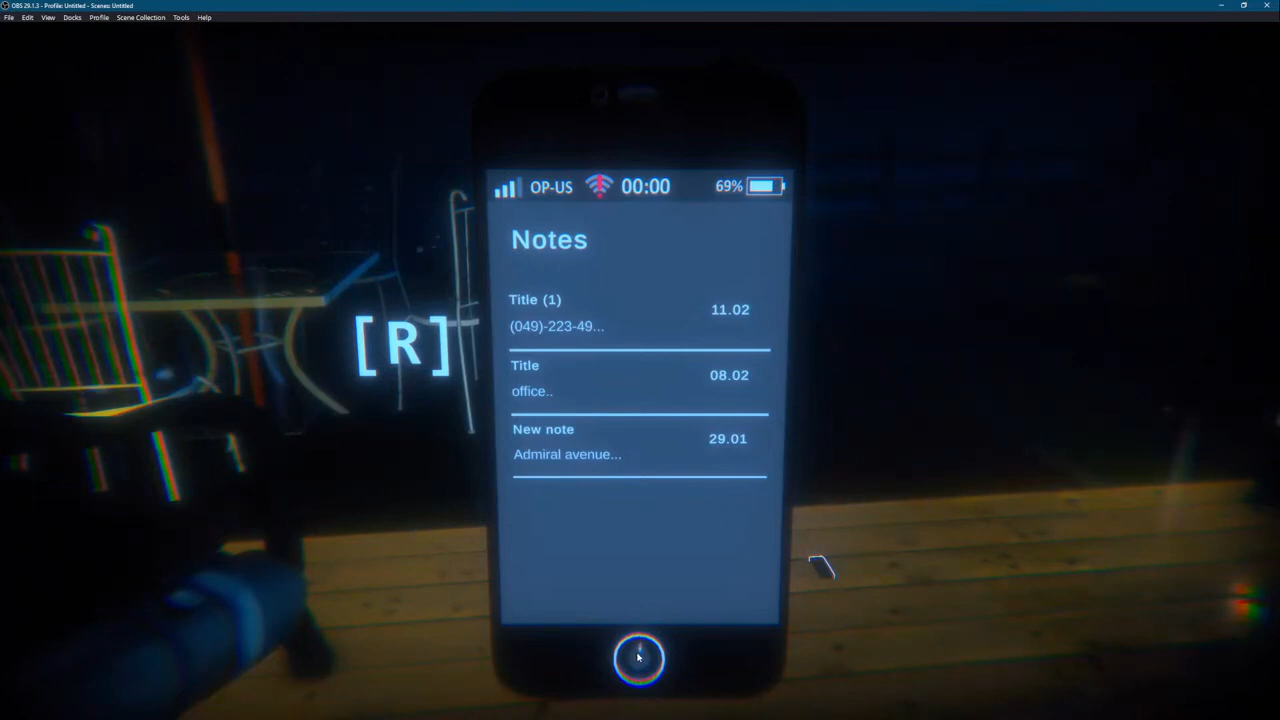 OBS 29.1.3 - Profile: Untitled - Scenes: Untitled
File Edit View Docks Profile Scene Collection Tools Help
OP-US 00:00 69%
Notes
Title (1) 11.02
(049)-223-49...
Title 08.02
office..
New note 29.01
Admiral avenue...
[R]